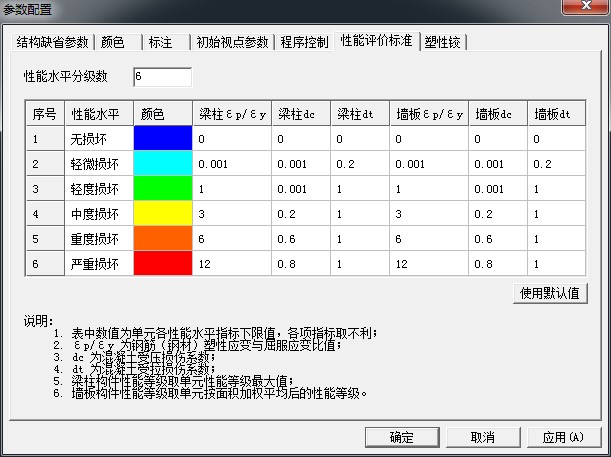 参数配置
结构缺省参数 颜色 标注 初始视点参数 程序控制 性能评价标准 塑性铰
性能水平分级数 6
序号 性能水平 颜色 梁柱εp/εy 梁柱dc 梁柱dt 墙板εp/εy 墙板dc 墙板dt
1 无损坏 0 0 0 0 0 0
2 轻微损坏 0.001 0.001 0.2 0.001 0.001 0.2
3 轻度损坏 1 0.001 1 1 0.001 1
4 中度损坏 3 0.2 1 3 0.2 1
5 重度损坏 6 0.6 1 6 0.6 1
6 严重损坏 12 0.8 1 12 0.8 1
使用默认值
说明:
1. 表中数值为单元各性能水平指标下限值，各项指标取不利;
2. εp/εy 为钢筋（钢材）塑性应变与屈服应变比值;
3. dc 为混凝土受压损伤系数;
4. dt 为混凝土受拉损伤系数;
5. 梁柱构件性能等级取单元性能等级最大值;
6. 墙板构件性能等级取单元按面积加权平均后的性能等级。
确定 取消 应用(A)